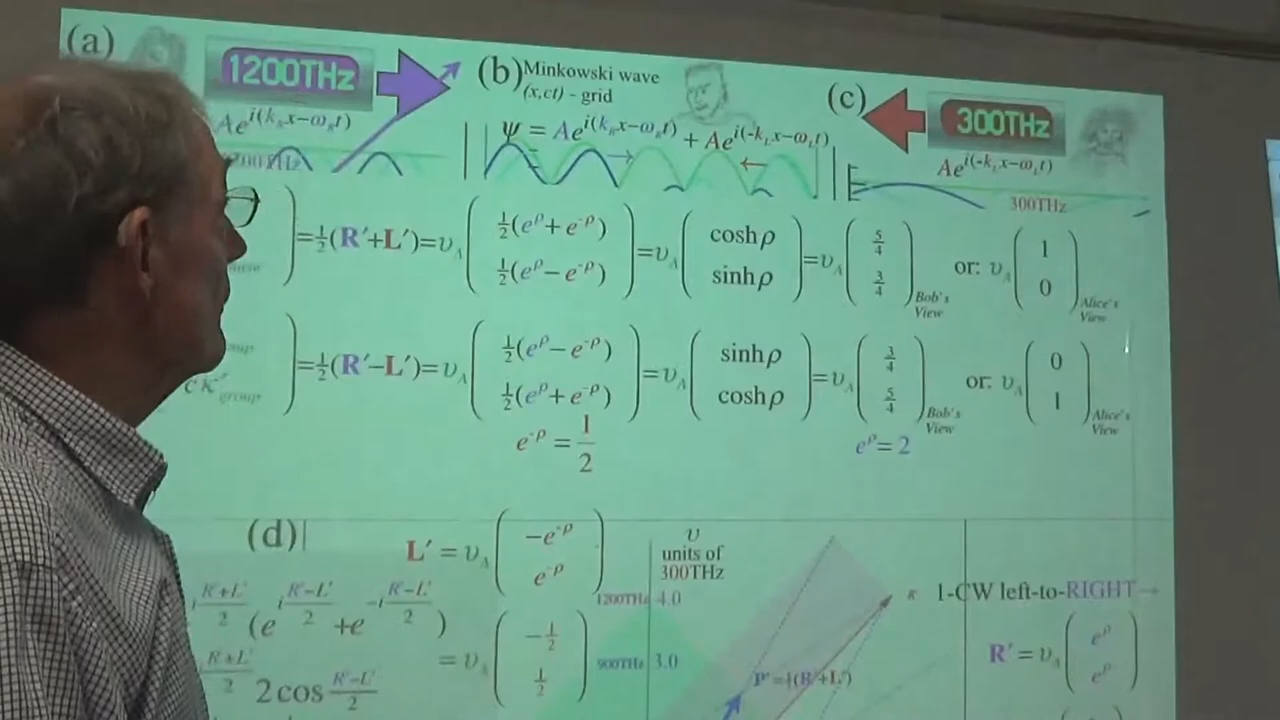 (a)
1200THz
Ae^{i(k_R x−ω_R t)}
(b) Minkowski wave
(x,ct) - grid
ψ = Ae^{i(k_R x−ω_R t)} + Ae^{i(-k_L x−ω_L t)}
(c)
300THz
Ae^{i(-k_L x−ω_L t)}
300THz
=½(R′+L′)=υ_A ( ½(e^ρ+e^{-ρ}) ½(e^ρ−e^{-ρ}) ) =υ_A ( coshρ sinhρ ) =υ_A ( 5/4 3/4 ) Bob's View or: υ_A ( 1 0 ) Alice's View
cκ′_group
=½(R′−L′)=υ_A ( ½(e^ρ−e^{-ρ}) ½(e^ρ+e^{-ρ}) ) =υ_A ( sinhρ coshρ ) =υ_A ( 3/4 5/4 ) Bob's View or: υ_A ( 0 1 ) Alice's View
e^{-ρ} = 1/2
e^ρ=2
(d)
L′ = υ_A ( −e^{-ρ} e^{-ρ} )
= υ_A ( −½ ½ )
υ
units of
300THz
1200THz 4.0
900THz 3.0
R′+L′/2 (e^{i R′−L′/2} +e^{-i R′−L′/2})
R′+L′/2 2cos R′−L′/2
P′=½(R′+L′)
κ
1-CW left-to-RIGHT
R′ = υ_A ( e^ρ e^ρ )